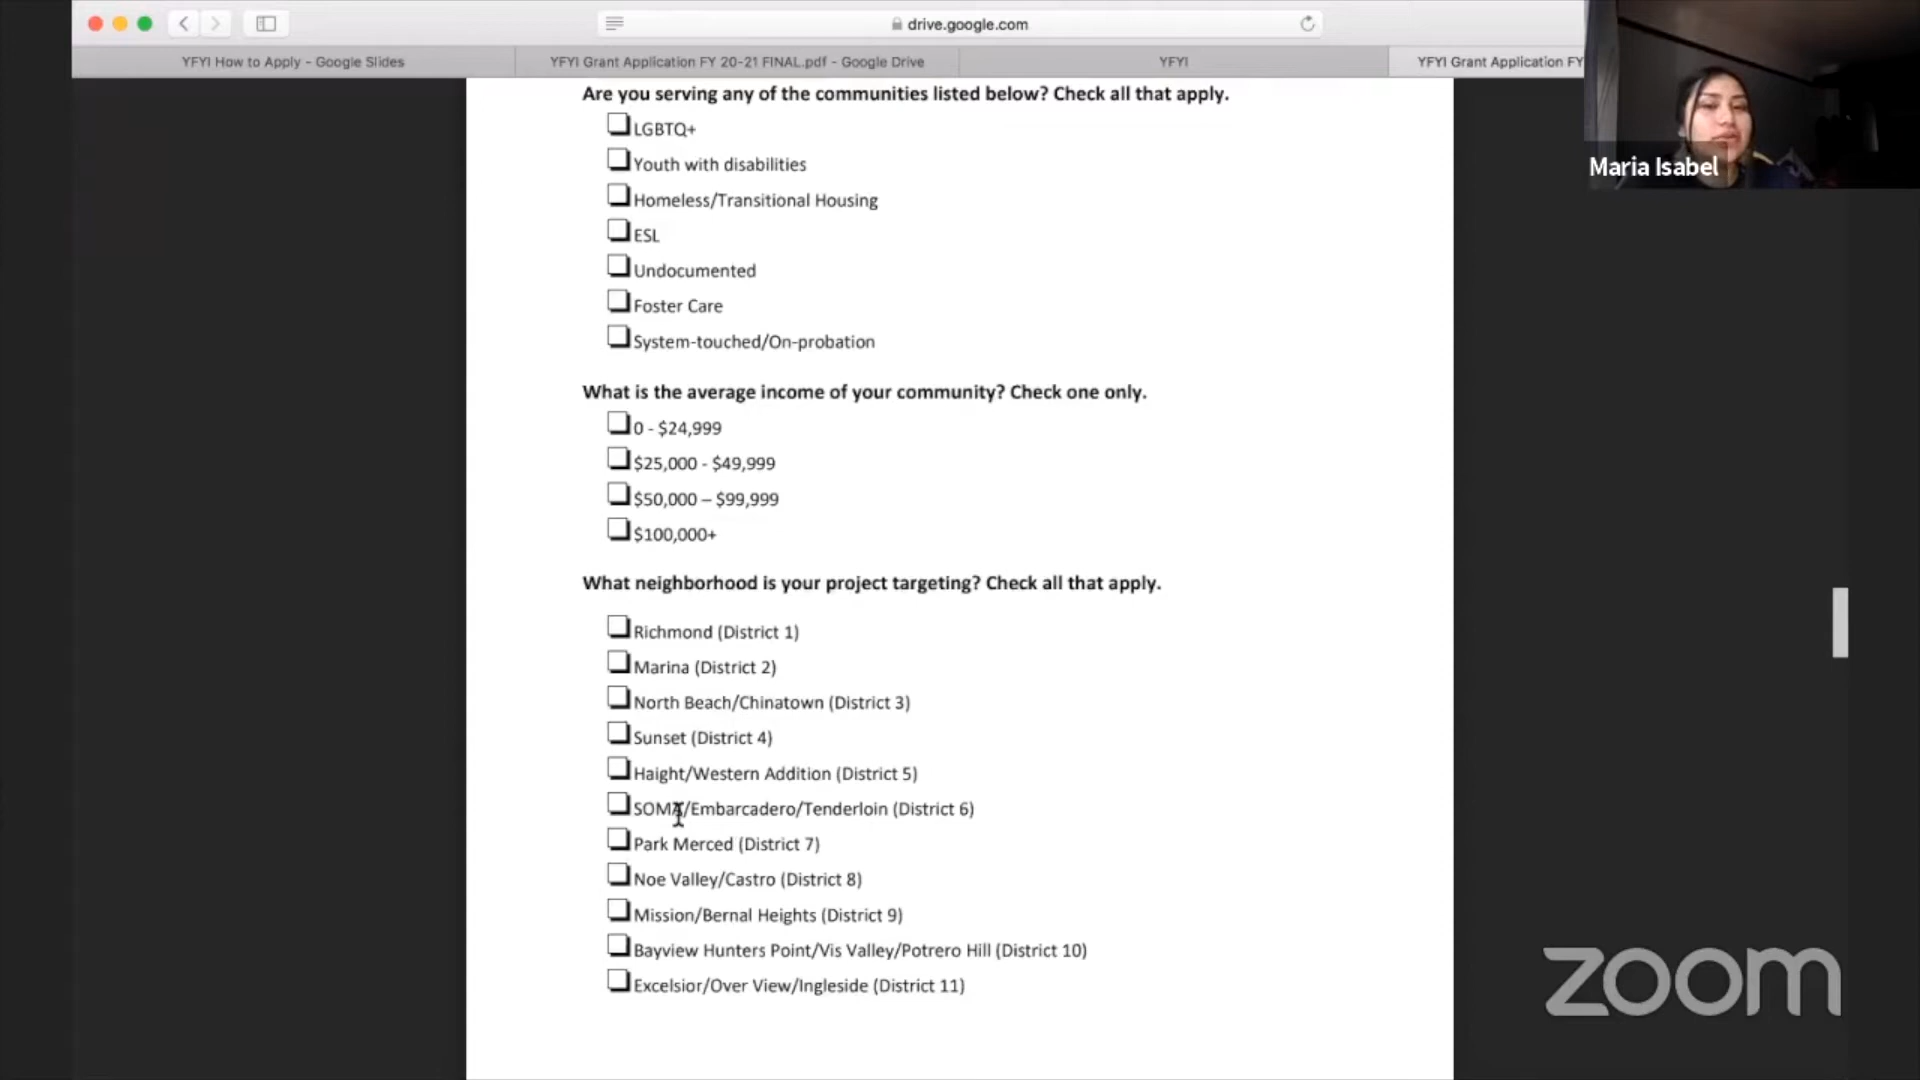 drive.google.com
YFYI How to Apply - Google Slides
YFYI Grant Application FY 20-21 FINAL.pdf - Google Drive
YFYI
YFYI Grant Application FY
Are you serving any of the communities listed below? Check all that apply.
LGBTQ+
Youth with disabilities
Homeless/Transitional Housing
ESL
Undocumented
Foster Care
System-touched/On-probation
Maria Isabel
What is the average income of your community? Check one only.
0 - $24,999
$25,000 - $49,999
$50,000 – $99,999
$100,000+
What neighborhood is your project targeting? Check all that apply.
Richmond (District 1)
Marina (District 2)
North Beach/Chinatown (District 3)
Sunset (District 4)
Haight/Western Addition (District 5)
SOMA/Embarcadero/Tenderloin (District 6)
Park Merced (District 7)
Noe Valley/Castro (District 8)
Mission/Bernal Heights (District 9)
Bayview Hunters Point/Vis Valley/Potrero Hill (District 10)
Excelsior/Over View/Ingleside (District 11)
zoom